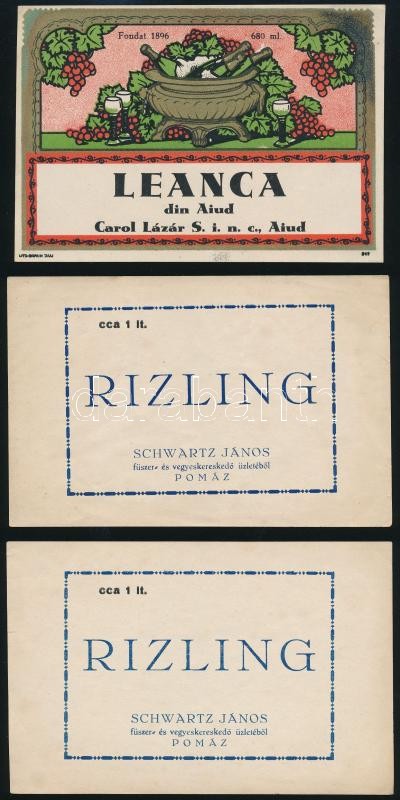 Fondat 1896 680 ml.
LEANCA
din Aiud
Carol Lázár S. i. n. c., Aiud
cca 1 lt.
RIZLING
darabanth
SCHWARTZ JÁNOS
füszer- és vegyeskereskedő üzletéből
POMÁZ
cca 1 lt.
RIZLING
SCHWARTZ JÁNOS
füszer- és vegyeskereskedő üzletéből
POMÁZ